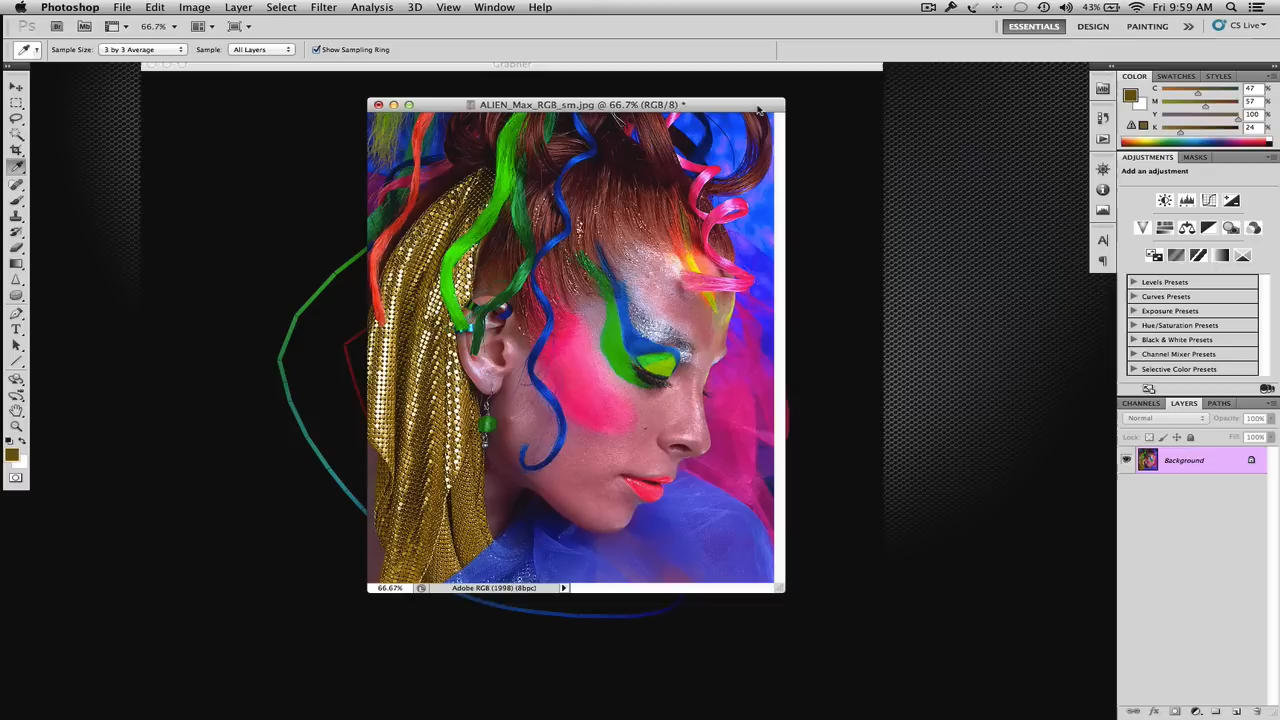 Photoshop File Edit Image Layer Select Filter Analysis 3D View Window Help 43% Fri 9:59 AM
Ps Br Mb 66.7% ESSENTIALS DESIGN PAINTING CS Live
Sample Size: 3 by 3 Average Sample: All Layers Show Sampling Ring
Grabner
COLOR SWATCHES STYLES
C 47 %
M 57 %
Y 100 %
K 24 %
ALIEN_Max_RGB_sm.jpg @ 66.7% (RGB/8) *
ADJUSTMENTS MASKS
Add an adjustment
Levels Presets
Curves Presets
Exposure Presets
Hue/Saturation Presets
Black & White Presets
Channel Mixer Presets
Selective Color Presets
CHANNELS LAYERS PATHS
Normal Opacity: 100%
Lock: Fill: 100%
Background
66.67% Adobe RGB (1998) (8bpc)